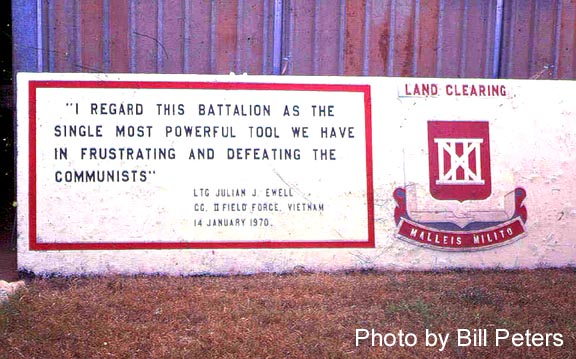 "I REGARD THIS BATTALION AS THE
SINGLE MOST POWERFUL TOOL WE HAVE
IN FRUSTRATING AND DEFEATING THE
COMMUNISTS"
LTG JULIAN J. EWELL
CG. II FIELD FORCE, VIETNAM
14 JANUARY 1970.
LAND CLEARING
MALLEIS MILITO
Photo by Bill Peters